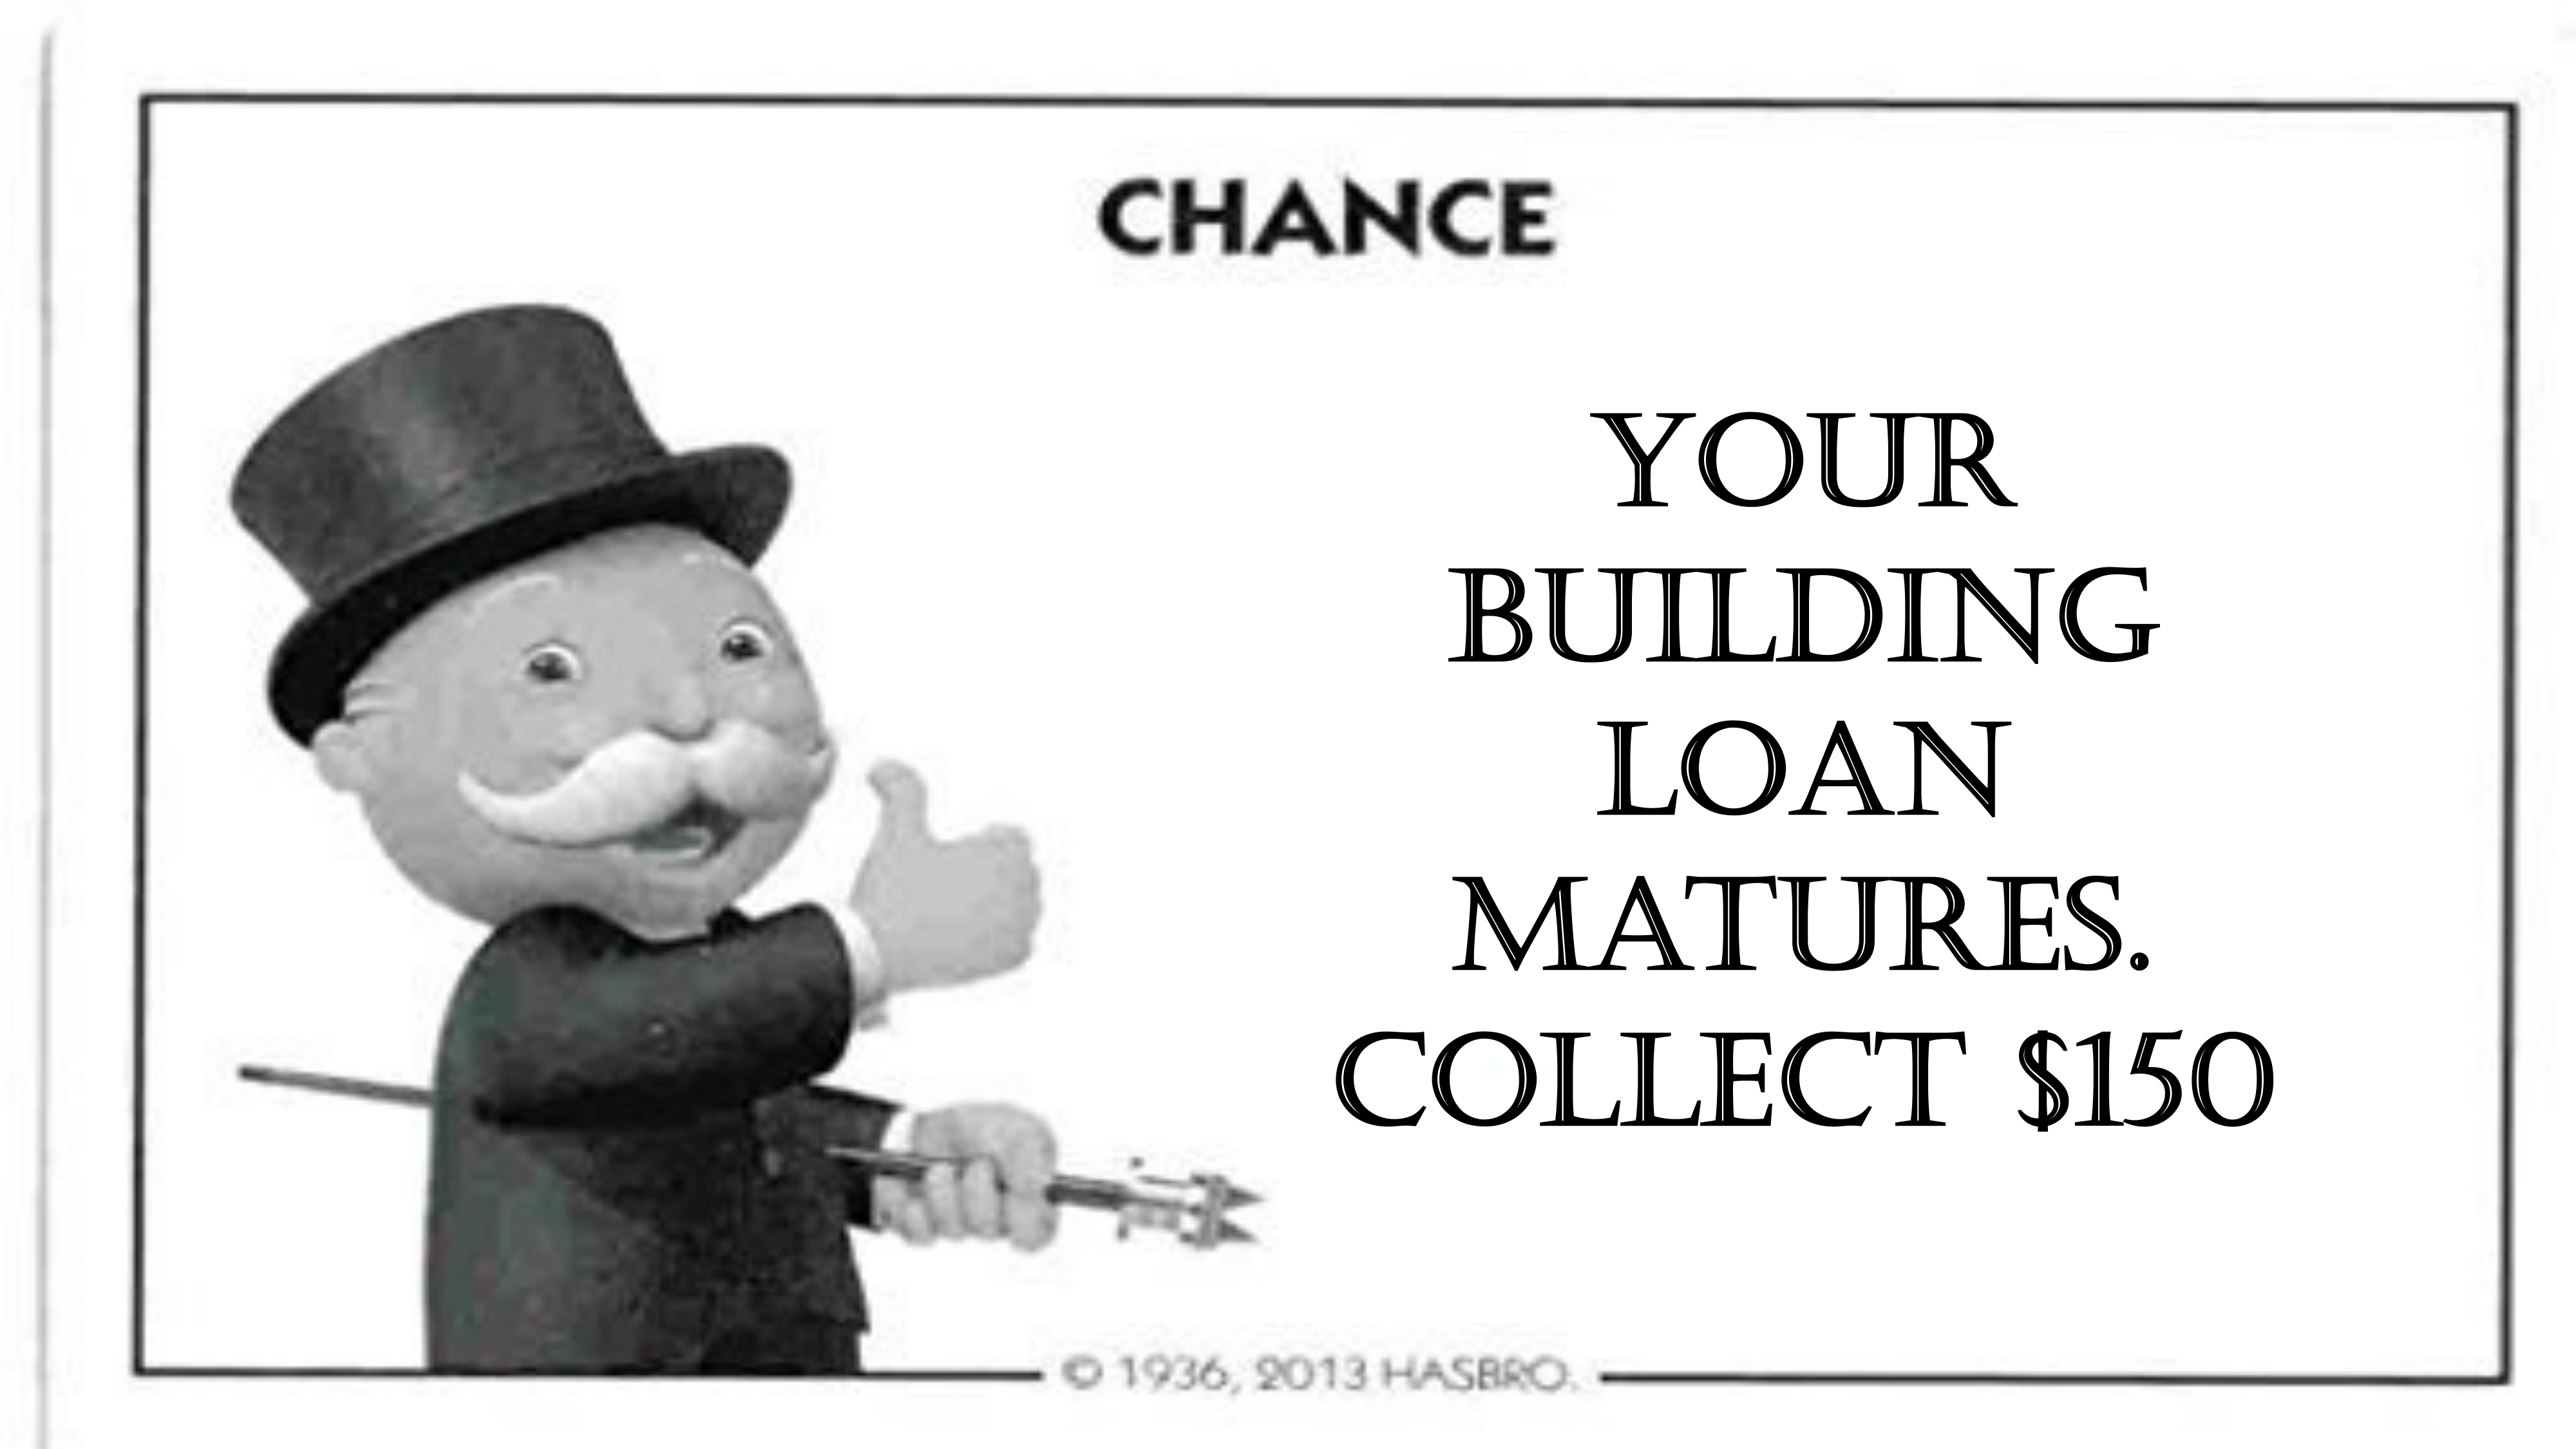 CHANCE
YOUR
BUILDING
LOAN
MATURES.
COLLECT $150
© 1936, 2013 HASBRO.